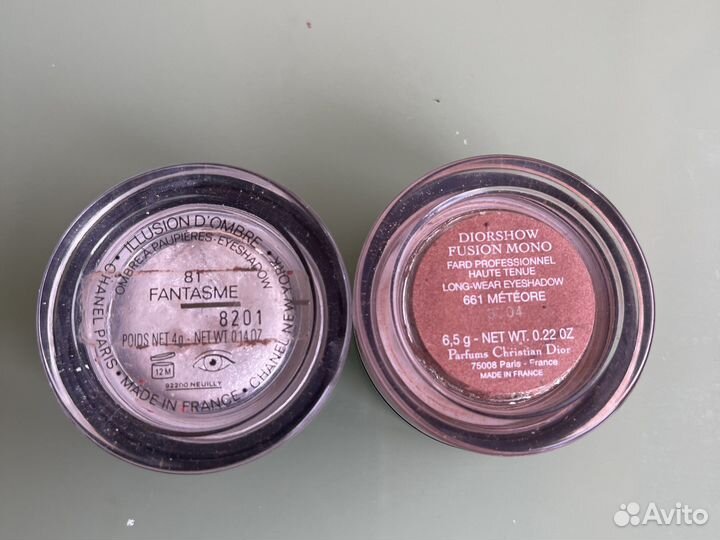 ILLUSION D'OMBRE
OMBRE À PAUPIÈRES - EYESHADOW
81
FANTASME
8201
POIDS NET 4g - NET WT. 0.14 OZ.
12 M
92200 NEUILLY
• MADE IN FRANCE •
CHANEL PARIS
CHANEL NEW YORK
DIORSHOW
FUSION MONO
FARD PROFESSIONNEL
HAUTE TENUE
LONG-WEAR EYESHADOW
661 MÉTÉORE
6,5 g - NET WT. 0.22 OZ
Parfums Christian Dior
75008 Paris - France
MADE IN FRANCE
Avito